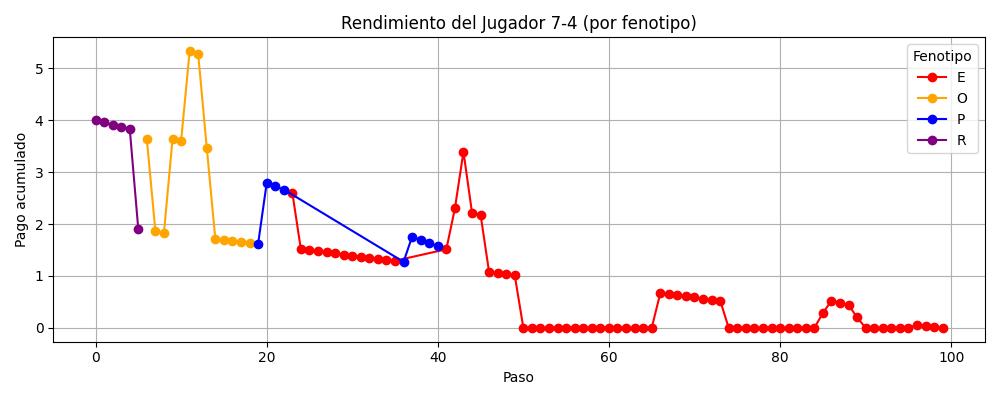 Rendimiento del Jugador 7-4 (por fenotipo)
Pago acumulado
5
4
3
2
1
0
Fenotipo
E
O
P
R
0 20 40 60 80 100
Paso